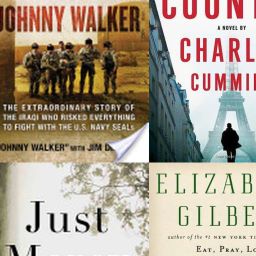 JOHNNY WALKER
THE EXTRAORDINARY STORY OF
THE IRAQI WHO RISKED EVERYTHING
TO FIGHT WITH THE U.S. NAVY SEALs
JOHNNY WALKER" WITH JIM D
COUNT
A NOVEL BY
CHARL
CUMMI
Just
ELIZAB
GILBE
author of the #1 NEW YORK TI
EAT, PRAY, LO